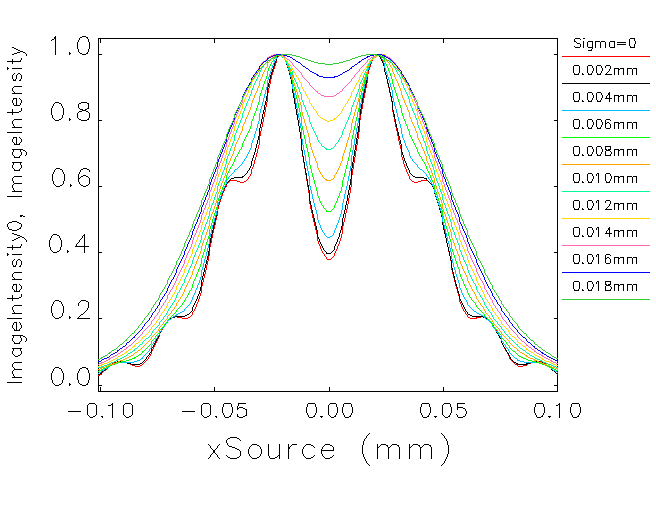 ImageIntensity0, ImageIntensity
1.0
0.8
0.6
0.4
0.2
0.0
−0.10
−0.05
0.00
0.05
0.10
xSource (mm)
Sigma=0
0.002mm
0.004mm
0.006mm
0.008mm
0.010mm
0.012mm
0.014mm
0.016mm
0.018mm